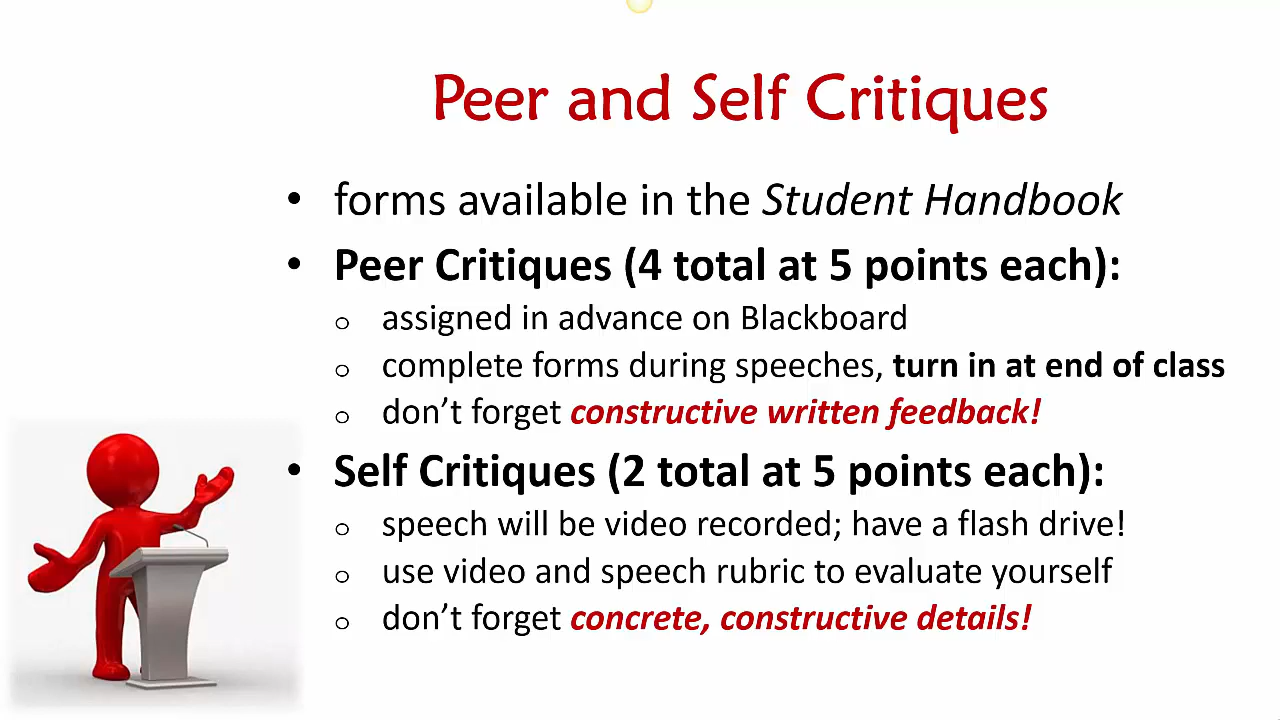 Peer and Self Critiques
• forms available in the Student Handbook
• Peer Critiques (4 total at 5 points each):
o assigned in advance on Blackboard
o complete forms during speeches, turn in at end of class
o don’t forget constructive written feedback!
• Self Critiques (2 total at 5 points each):
o speech will be video recorded; have a flash drive!
o use video and speech rubric to evaluate yourself
o don’t forget concrete, constructive details!